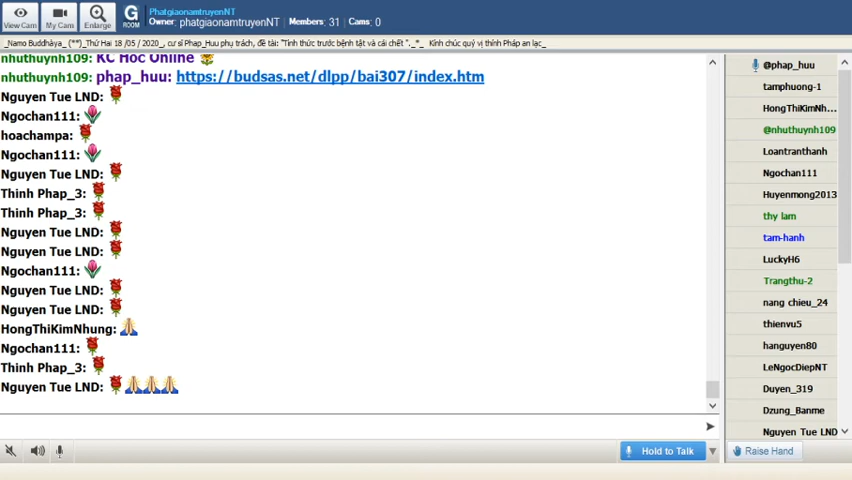 View Cam
My Cam
Enlarge
G
ROOM
PhatgiaonamtruyenNT
Owner: phatgiaonamtruyenNT Members: 31 Cams: 0
_Namo Buddhàya_ (**)_Thứ Hai 18 /05 / 2020_, cư sĩ Phap_Huu phụ trách, đề tài: "Tỉnh thức trước bệnh tật và cái chết "._*_ Kính chúc quý vị thính Pháp an lạc_
nhuthuynh109: KC Hoc Online
nhuthuynh109: phap_huu: https://budsas.net/dlpp/bai307/index.htm
Nguyen Tue LND:
Ngochan111:
hoachampa:
Ngochan111:
Nguyen Tue LND:
Thinh Phap_3:
Thinh Phap_3:
Nguyen Tue LND:
Nguyen Tue LND:
Ngochan111:
Nguyen Tue LND:
Nguyen Tue LND:
HongThiKimNhung:
Ngochan111:
Thinh Phap_3:
Nguyen Tue LND:
@phap_huu
tamphuong-1
HongThiKimNh...
@nhuthuynh109
Loantranthanh
Ngochan111
Huyenmong2013
thy lam
tam-hanh
LuckyH6
Trangthu-2
nang chieu_24
thienvu5
hanguyen80
LeNgocDiepNT
Duyen_319
Dzung_Banme
Nguyen Tue LND
Hold to Talk
Raise Hand